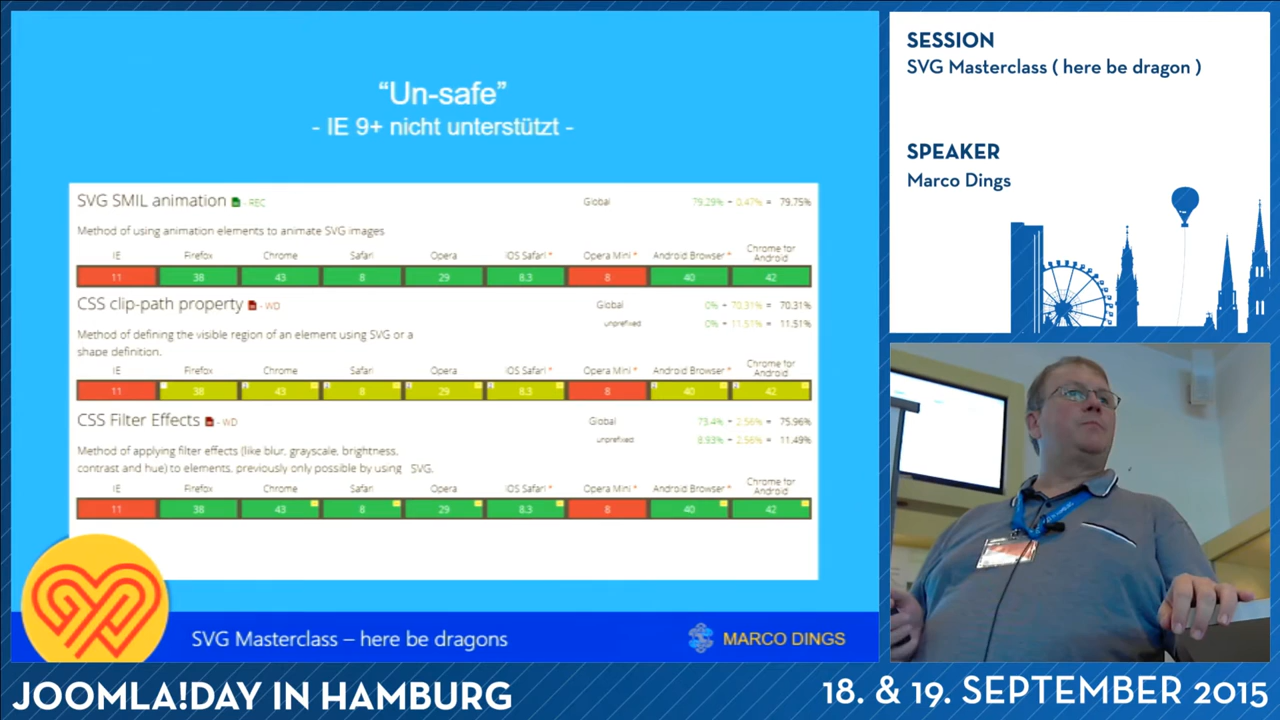 “Un-safe”
- IE 9+ nicht unterstützt -
SVG SMIL animation - REC
Global 79.29% + 0.47% = 79.75%
Method of using animation elements to animate SVG images
IE Firefox Chrome Safari Opera iOS Safari * Opera Mini * Android Browser * Chrome for Android
11 38 43 8 29 8.3 8 40 42
CSS clip-path property - WD
Global 0% + 70.31% = 70.31%
unprefixed 0% + 11.51% = 11.51%
Method of defining the visible region of an element using SVG or a
shape definition.
IE Firefox Chrome Safari Opera iOS Safari * Opera Mini * Android Browser * Chrome for Android
11 38 43 8 29 8.3 8 40 42
CSS Filter Effects - WD
Global 73.4% + 2.56% = 75.96%
unprefixed 8.93% + 2.56% = 11.49%
Method of applying filter effects (like blur, grayscale, brightness,
contrast and hue) to elements, previously only possible by using SVG.
IE Firefox Chrome Safari Opera iOS Safari * Opera Mini * Android Browser * Chrome for Android
11 38 43 8 29 8.3 8 40 42
SVG Masterclass – here be dragons
MARCO DINGS
SESSION
SVG Masterclass ( here be dragon )
SPEAKER
Marco Dings
JOOMLA!DAY IN HAMBURG
18. & 19. SEPTEMBER 2015